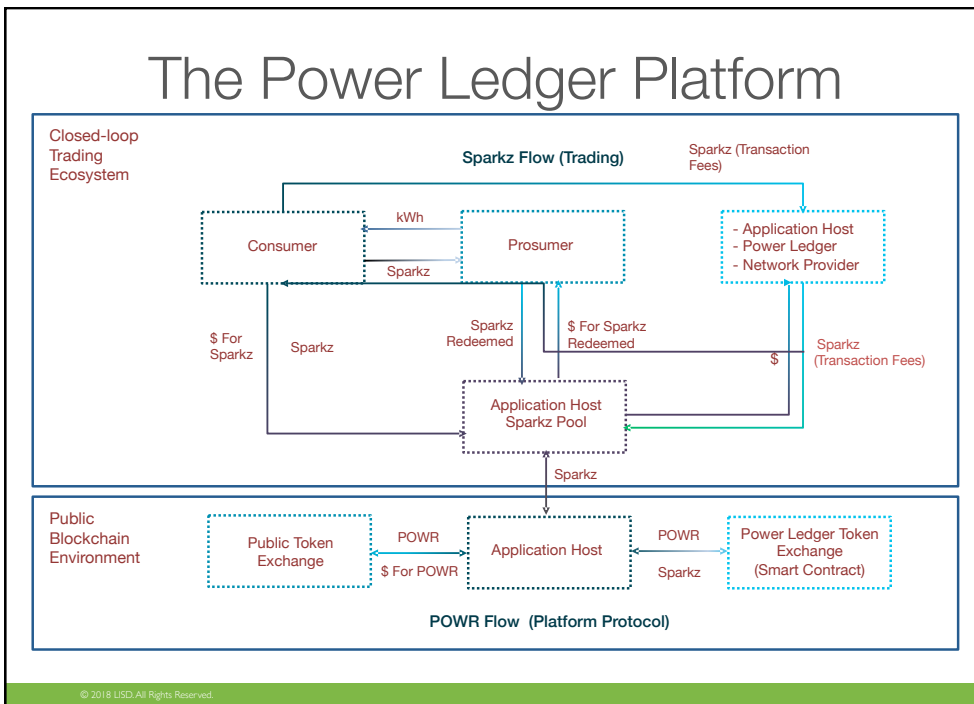 The Power Ledger Platform
Closed-loop
Trading
Ecosystem
Sparkz Flow (Trading)
Sparkz (Transaction
Fees)
kWh
Consumer
Prosumer
- Application Host
- Power Ledger
- Network Provider
Sparkz
$ For
Sparkz
Sparkz
Sparkz
Redeemed
$ For Sparkz
Redeemed
$
Sparkz
(Transaction Fees)
Application Host
Sparkz Pool
Sparkz
Public
Blockchain
Environment
Public Token
Exchange
POWR
$ For POWR
Application Host
POWR
Sparkz
Power Ledger Token
Exchange
(Smart Contract)
POWR Flow (Platform Protocol)
© 2018 LISD.All Rights Reserved.